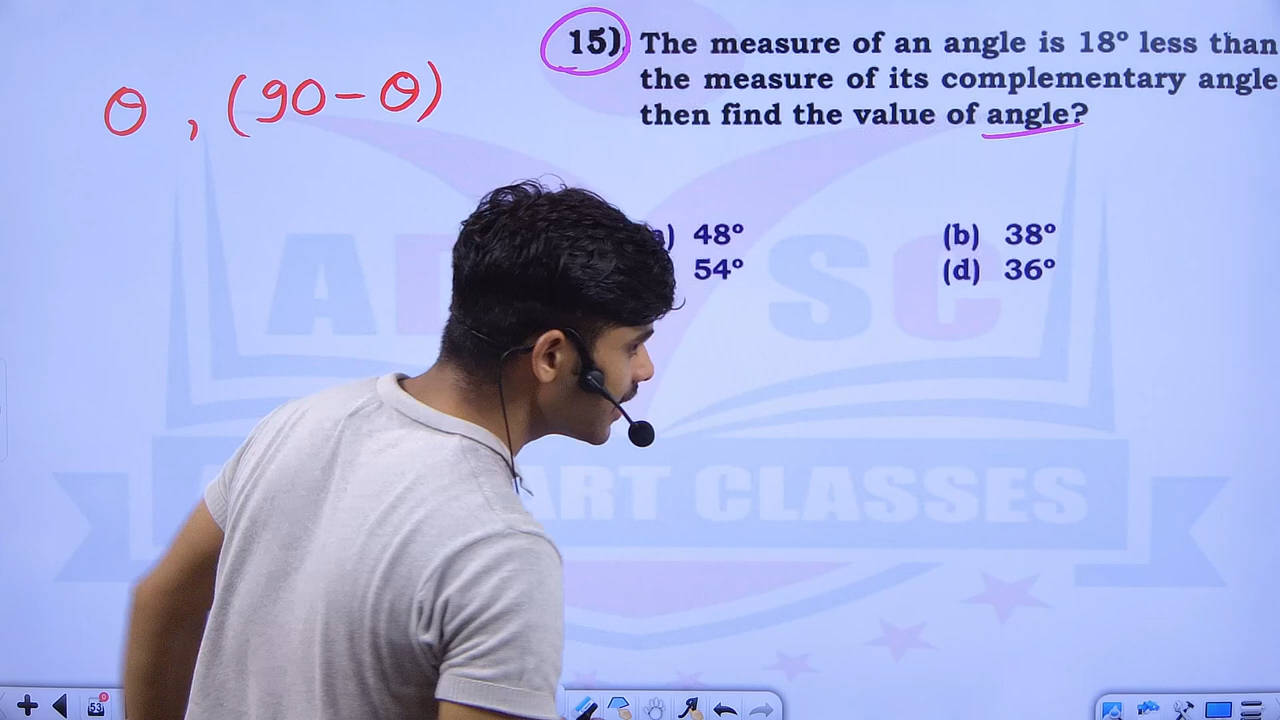 15) The measure of an angle is 18° less than
the measure of its complementary angle
then find the value of angle?
θ , (90-θ)
48° (b) 38°
54° (d) 36°
ART CLASSES
53